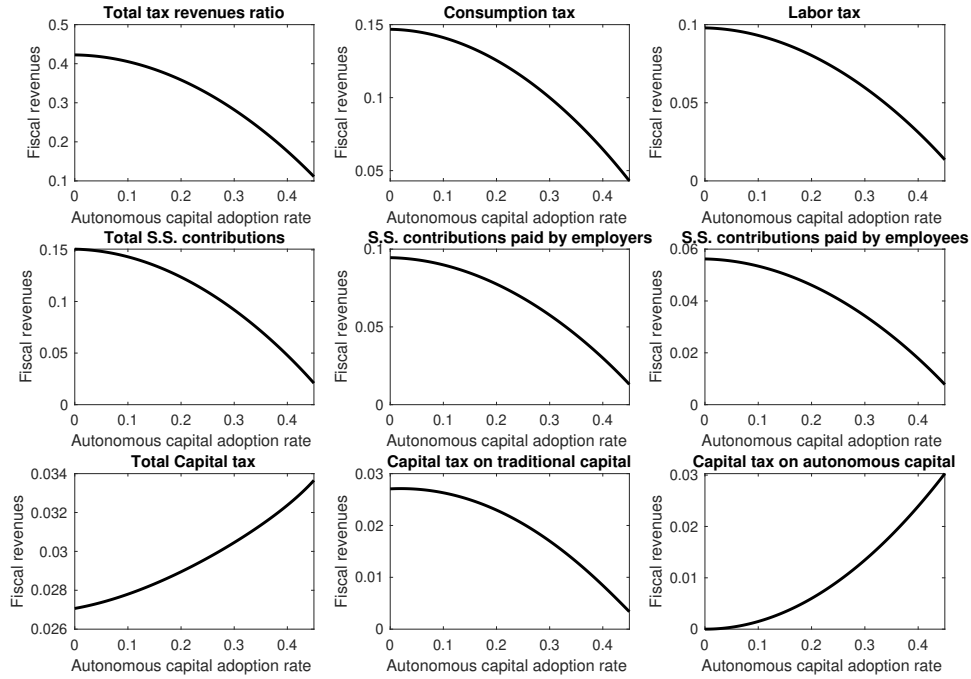 Total tax revenues ratio
Fiscal revenues
0.5
0.4
0.3
0.2
0.1
0 0.1 0.2 0.3 0.4
Autonomous capital adoption rate
Consumption tax
Fiscal revenues
0.15
0.1
0.05
0 0.1 0.2 0.3 0.4
Autonomous capital adoption rate
Labor tax
Fiscal revenues
0.1
0.05
0
0 0.1 0.2 0.3 0.4
Autonomous capital adoption rate
Total S.S. contributions
Fiscal revenues
0.15
0.1
0.05
0
0 0.1 0.2 0.3 0.4
Autonomous capital adoption rate
S.S. contributions paid by employers
Fiscal revenues
0.1
0.05
0
0 0.1 0.2 0.3 0.4
Autonomous capital adoption rate
S.S. contributions paid by employees
Fiscal revenues
0.06
0.04
0.02
0
0 0.1 0.2 0.3 0.4
Autonomous capital adoption rate
Total Capital tax
Fiscal revenues
0.034
0.032
0.03
0.028
0.026
0 0.1 0.2 0.3 0.4
Autonomous capital adoption rate
Capital tax on traditional capital
Fiscal revenues
0.03
0.02
0.01
0
0 0.1 0.2 0.3 0.4
Autonomous capital adoption rate
Capital tax on autonomous capital
Fiscal revenues
0.03
0.02
0.01
0
0 0.1 0.2 0.3 0.4
Autonomous capital adoption rate